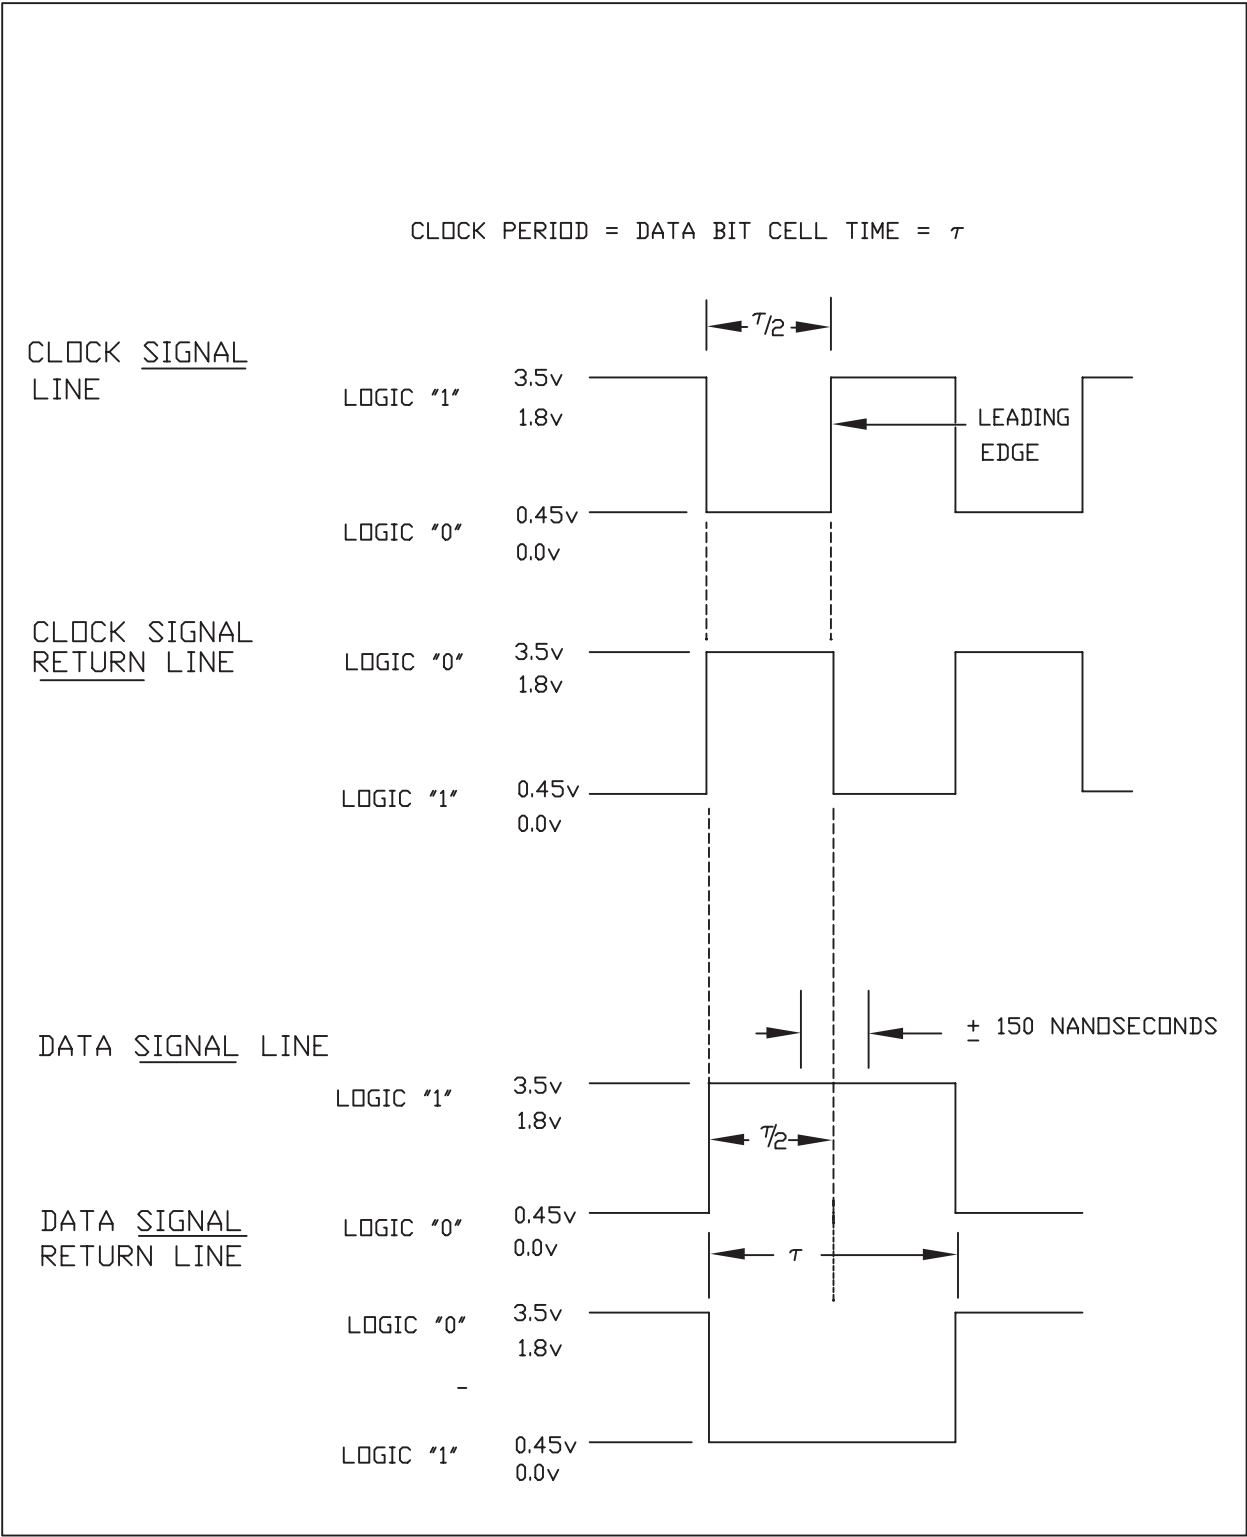 CLOCK PERIOD = DATA BIT CELL TIME = τ
τ/2
CLOCK SIGNAL
LINE
LOGIC "1"
3.5v
1.8v
LEADING
EDGE
LOGIC "0"
0.45v
0.0v
CLOCK SIGNAL
RETURN LINE
LOGIC "0"
3.5v
1.8v
LOGIC "1"
0.45v
0.0v
± 150 NANOSECONDS
DATA SIGNAL LINE
LOGIC "1"
3.5v
1.8v
τ/2
DATA SIGNAL
RETURN LINE
LOGIC "0"
0.45v
0.0v
τ
LOGIC "0"
3.5v
1.8v
-
LOGIC "1"
0.45v
0.0v